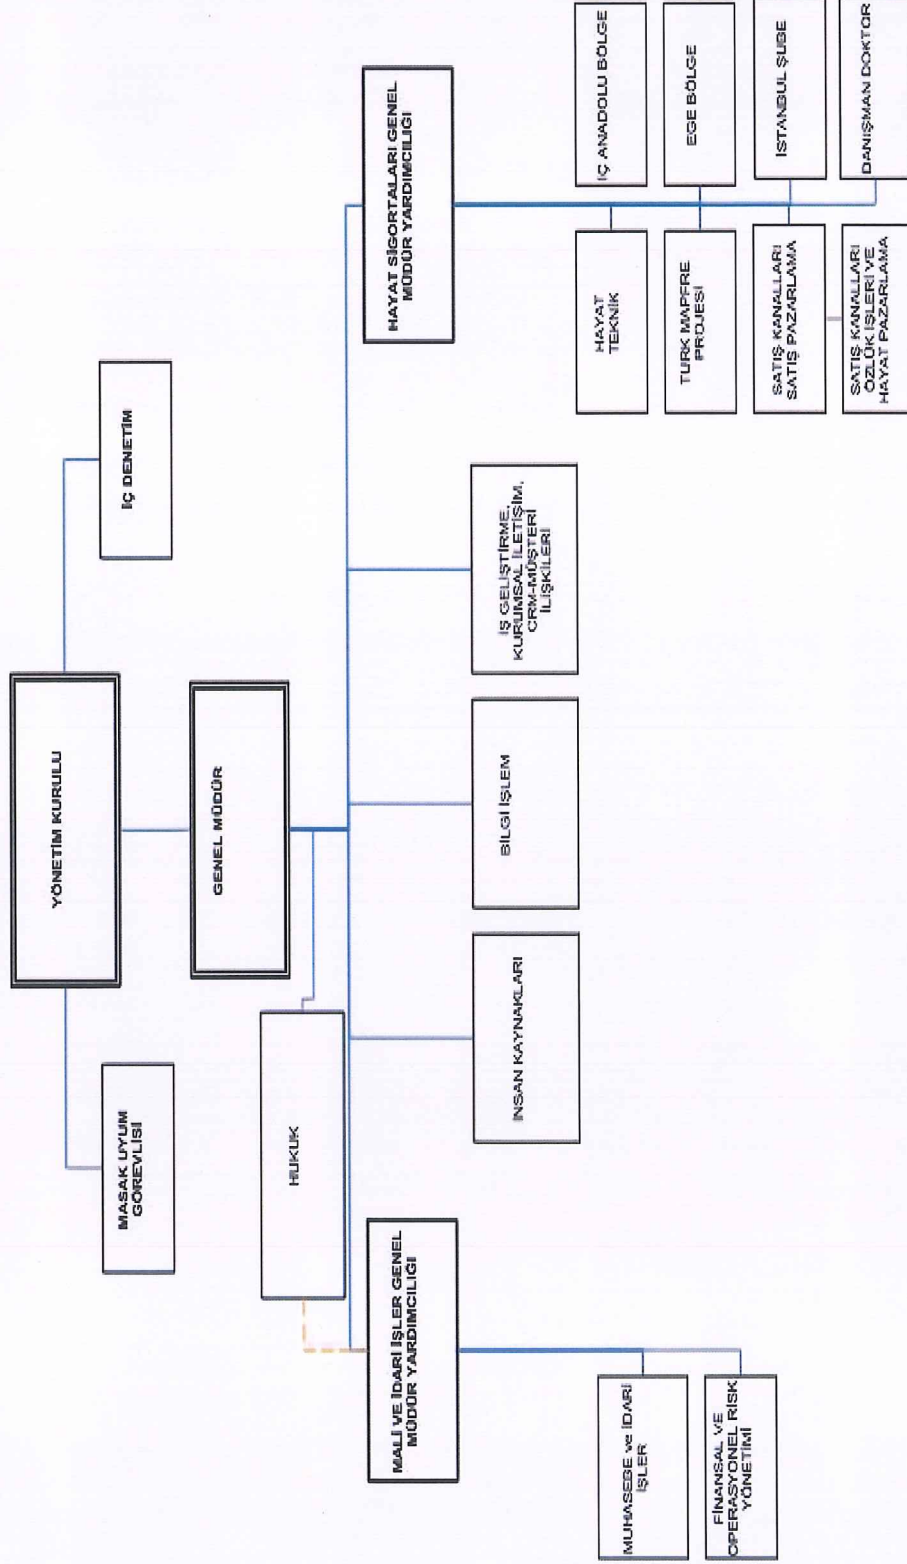 YÖNETİM KURULU
MASAK UYUM
GÖREVLİSİ
İÇ DENETİM
GENEL MÜDÜR
HUKUK
MALİ VE İDARİ İŞLER GENEL
MÜDÜR YARDIMCILIĞI
HAYAT SİGORTALARI GENEL
MÜDÜR YARDIMCILIĞI
İNSAN KAYNAKLARI
BİLGİ İŞLEM
İŞ GELİŞTİRME,
KURUMSAL İLETİŞİM,
CRM-MÜŞTERİ
İLİŞKİLERİ
MUHASEBE ve İDARİ
İŞLER
FİNANSAL VE
OPERASYONEL RİSK
YÖNETİMİ
HAYAT
TEKNİK
İÇ ANADOLU BÖLGE
TURK MAPFRE
PROJESİ
EGE BÖLGE
SATIŞ KANALLARI
SATIŞ PAZARLAMA
İSTANBUL ŞUBE
SATIŞ KANALLARI
ÖZLÜK İŞLERİ VE
HAYAT PAZARLAMA
DANIŞMAN DOKTOR